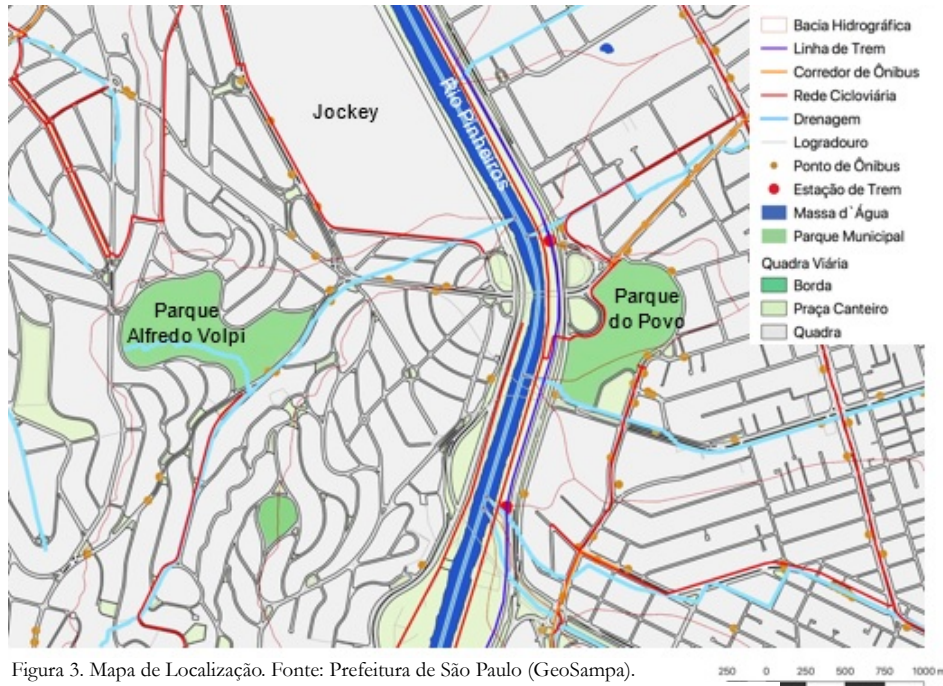 Jockey
Rio Pinheiros
Parque
Alfredo Volpi
Parque
do Povo
Bacia Hidrográfica
Linha de Trem
Corredor de Ônibus
Rede Cicloviária
Drenagem
Logradouro
Ponto de Ônibus
Estação de Trem
Massa d`Água
Parque Municipal
Quadra Viária
Borda
Praça Canteiro
Quadra
Figura 3. Mapa de Localização. Fonte: Prefeitura de São Paulo (GeoSampa).
250 0 250 500 750 1000 m